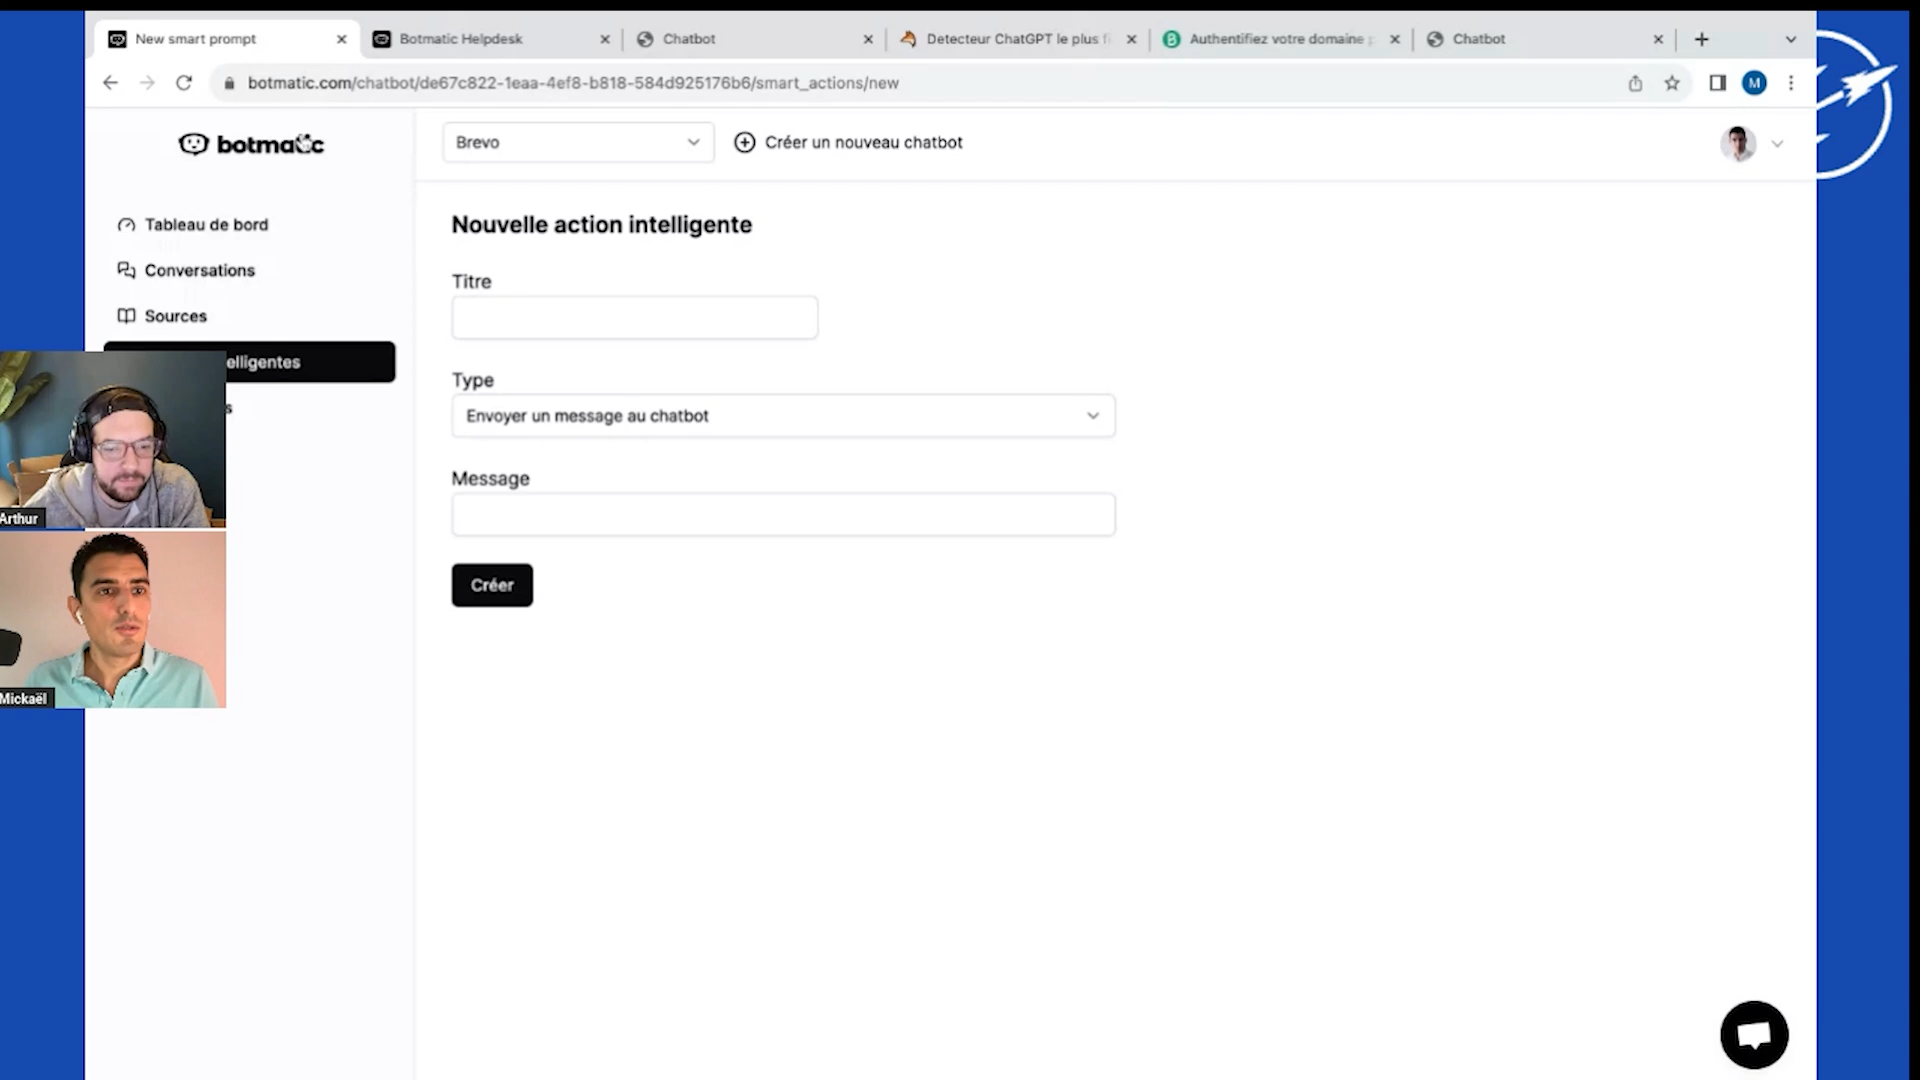 New smart prompt
Botmatic Helpdesk
Chatbot
Detecteur ChatGPT le plus fi
Authentifiez votre domaine p
Chatbot
botmatic.com/chatbot/de67c822-1eaa-4ef8-b818-584d925176b6/smart_actions/new
M
botmatic
Brevo
Créer un nouveau chatbot
Tableau de bord
Conversations
Sources
elligentes
s
Arthur
Mickaël
Nouvelle action intelligente
Titre
Type
Envoyer un message au chatbot
Message
Créer